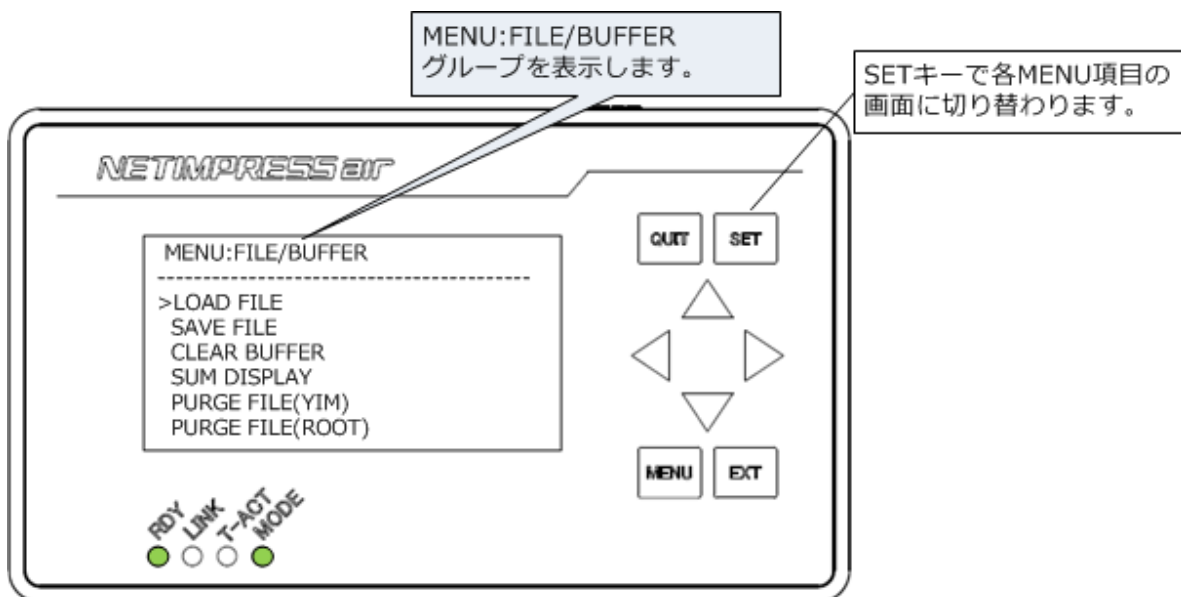 MENU:FILE/BUFFER
グループを表示します。
SETキーで各MENU項目の
画面に切り替わります。
NETIMPRESS air
QUIT SET
MENU:FILE/BUFFER
----------------------------------------
>LOAD FILE
SAVE FILE
CLEAR BUFFER
SUM DISPLAY
PURGE FILE(YIM)
PURGE FILE(ROOT)
MENU EXT
RDY LINK T-ACT MODE